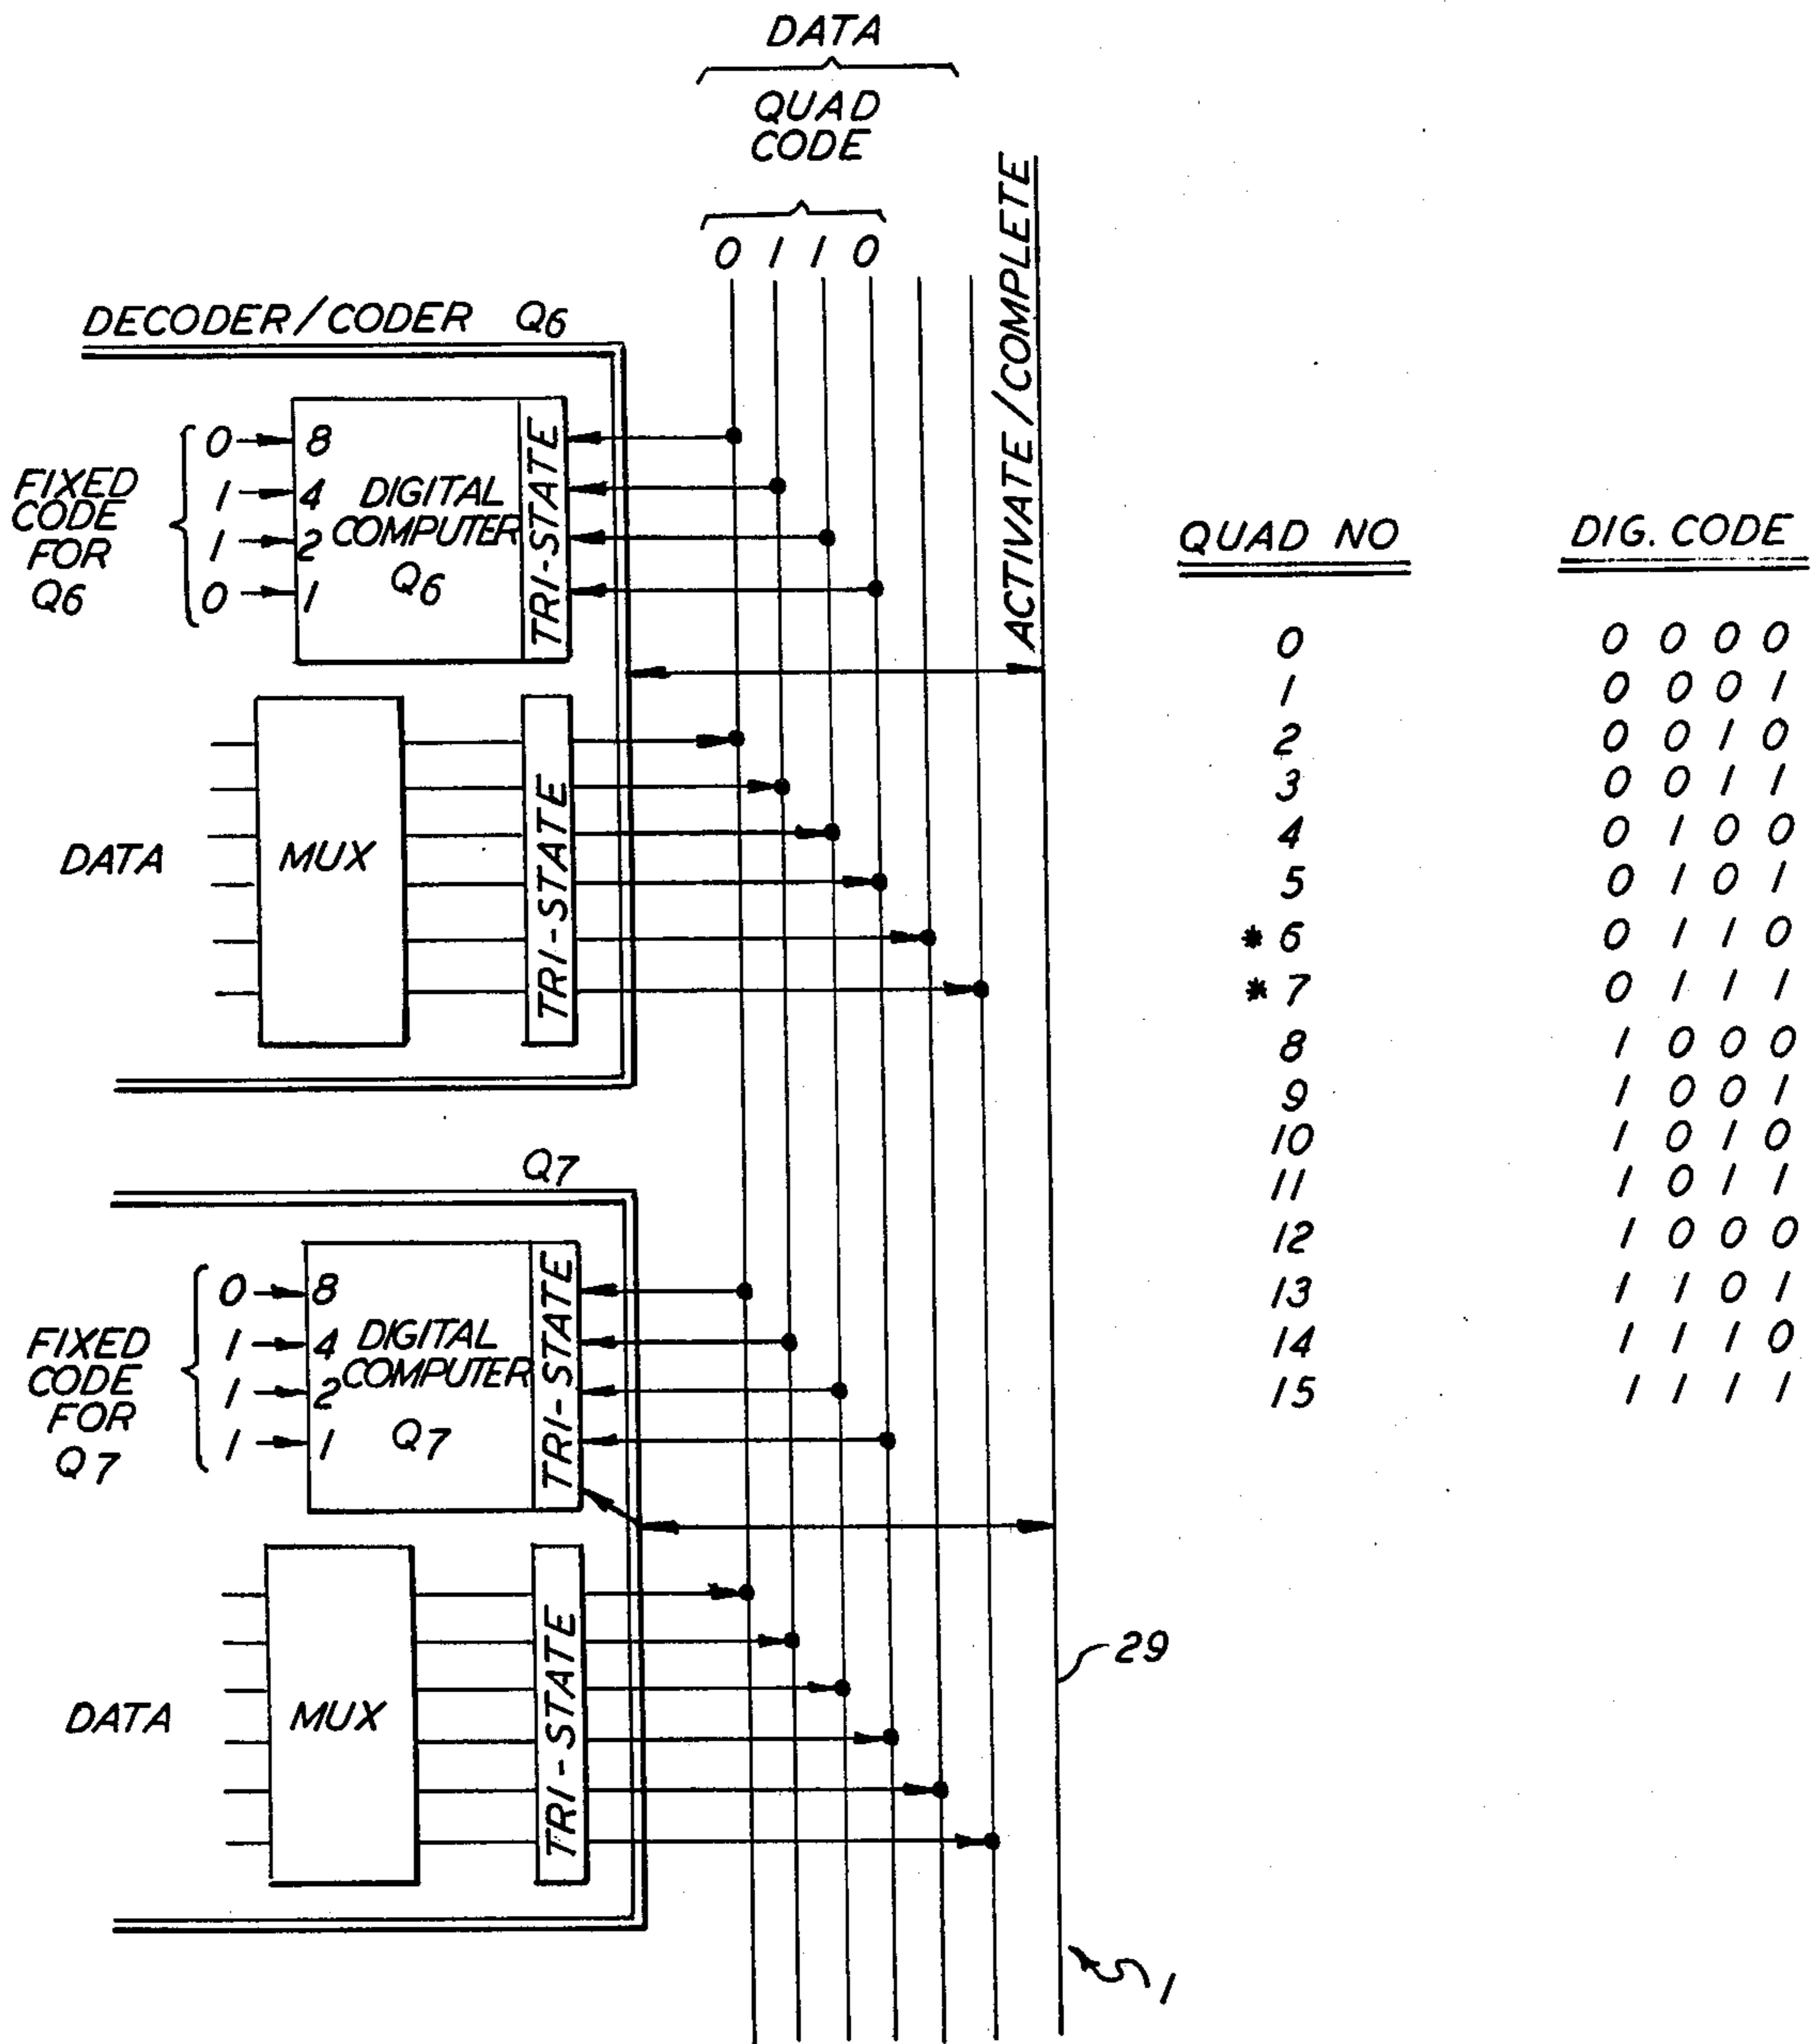 DATA
QUAD
CODE
0 1 1 0
ACTIVATE/COMPLETE
DECODER/CODER Q6
FIXED
CODE
FOR
Q6
0 8
1 4
1 2
0 1
DIGITAL
COMPUTER
Q6
TRI-STATE
DATA
MUX
TRI-STATE
Q7
FIXED
CODE
FOR
Q7
0 8
1 4
1 2
1 1
DIGITAL
COMPUTER
Q7
TRI-STATE
DATA
MUX
TRI-STATE
29
1
QUAD NO DIG. CODE
0 0 0 0 0
1 0 0 0 1
2 0 0 1 0
3 0 0 1 1
4 0 1 0 0
5 0 1 0 1
* 6 0 1 1 0
* 7 0 1 1 1
8 1 0 0 0
9 1 0 0 1
10 1 0 1 0
11 1 0 1 1
12 1 0 0 0
13 1 1 0 1
14 1 1 1 0
15 1 1 1 1